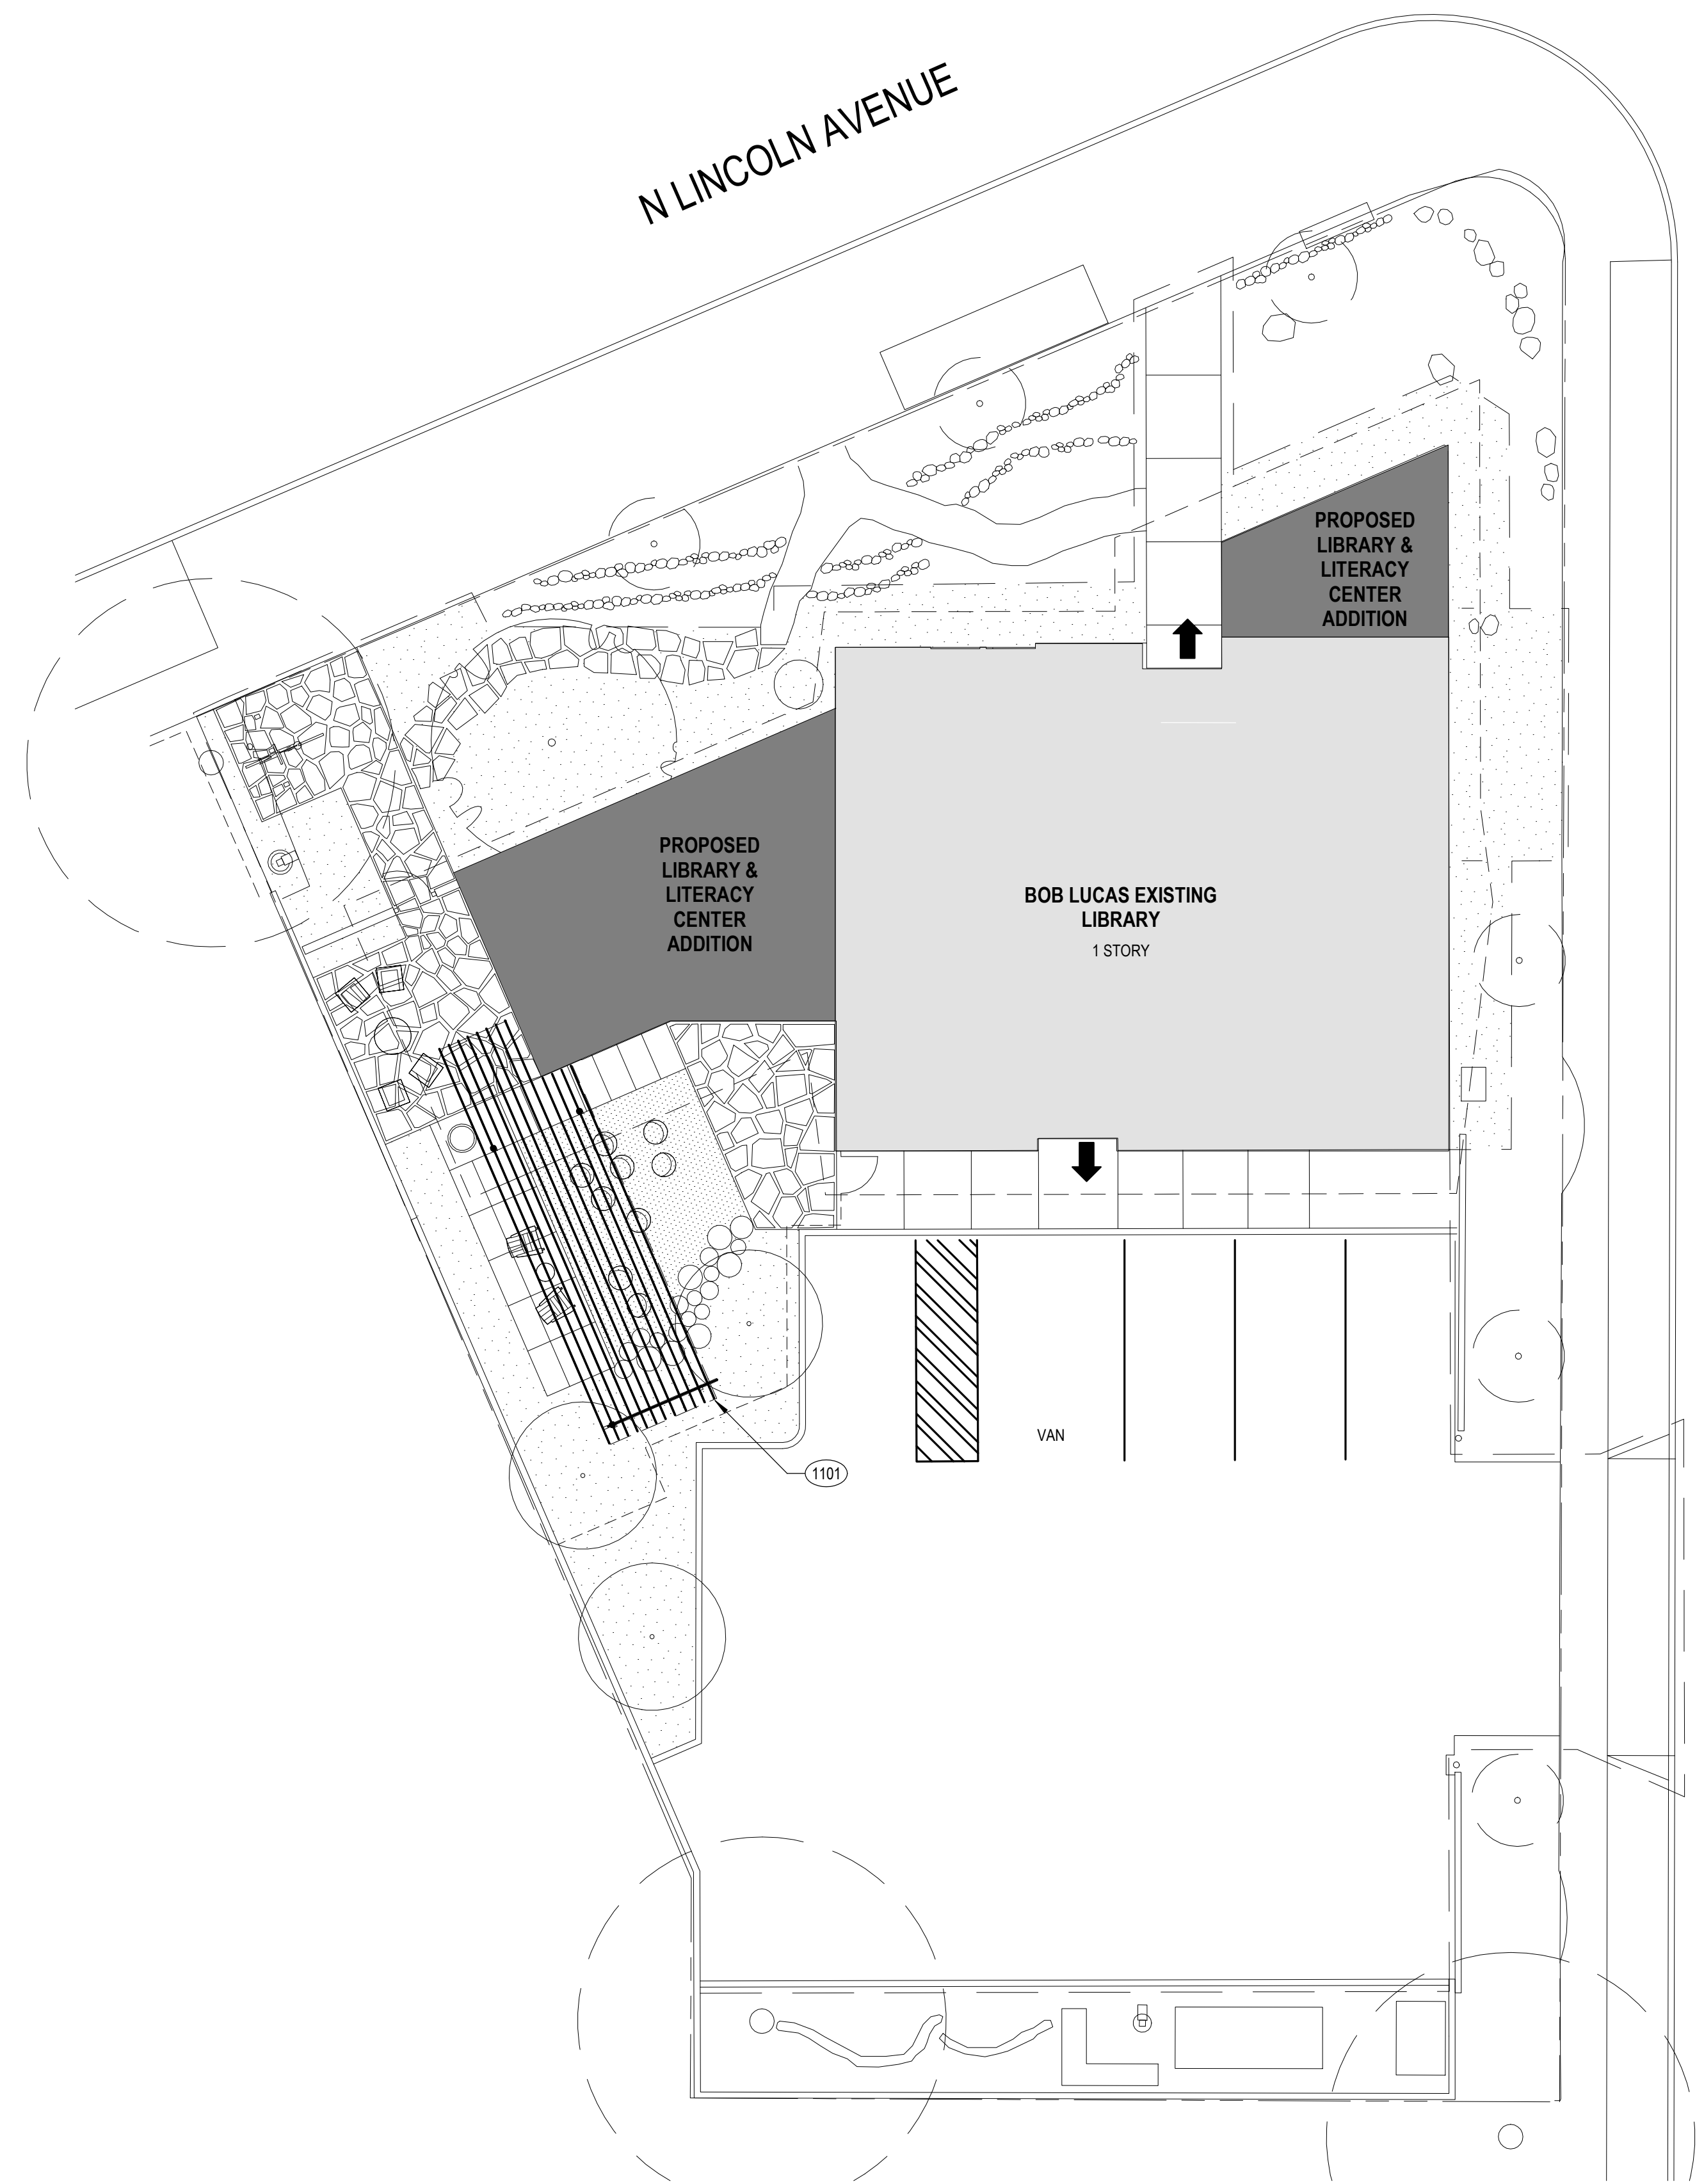 N LINCOLN AVENUE
PROPOSED
LIBRARY &
LITERACY
CENTER
ADDITION
PROPOSED
LIBRARY &
LITERACY
CENTER
ADDITION
BOB LUCAS EXISTING
LIBRARY
1 STORY
VAN
1101